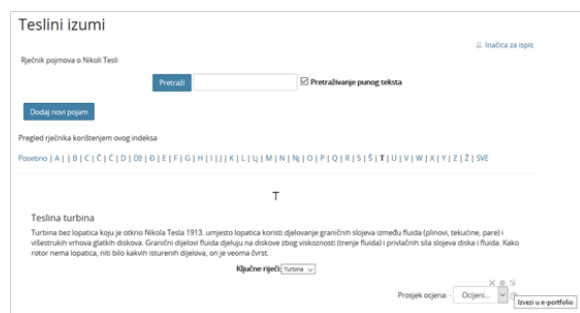 Teslini izumi
Inačica za ispis
Rječnik pojmova o Nikoli Tesli
Pretraži
Pretraživanje punog teksta
Dodaj novi pojam
Pregled rječnika korištenjem ovog indeksa
Posebno | A | | B | C | Č | Ć | D | Dž | Đ | E | F | G | H | I | J | K | L | Lj | M | N | Nj | O | P | Q | R | S | Š | T | U | V | W | X | Y | Z | Ž | SVE
T
Teslina turbina
Turbina bez lopatica koju je otkrio Nikola Tesla 1913. umjesto lopatica koristi djelovanje graničnih slojeva između fluida (plinovi, tekućine, pare) i
višestrukih vrhova glatkih diskova. Granični dijelovi fluida djeluju na diskove zbog viskoznosti (trenje fluida) i privlačnih sila slojeva diska i fluida. Kako
rotor nema lopatica, niti bilo kakvih isturenih dijelova, on je veoma čvrst.
Ključne riječi: Turbina
Prosjek ocjena: - Ocijeni...
Izvezi u e-portfolio